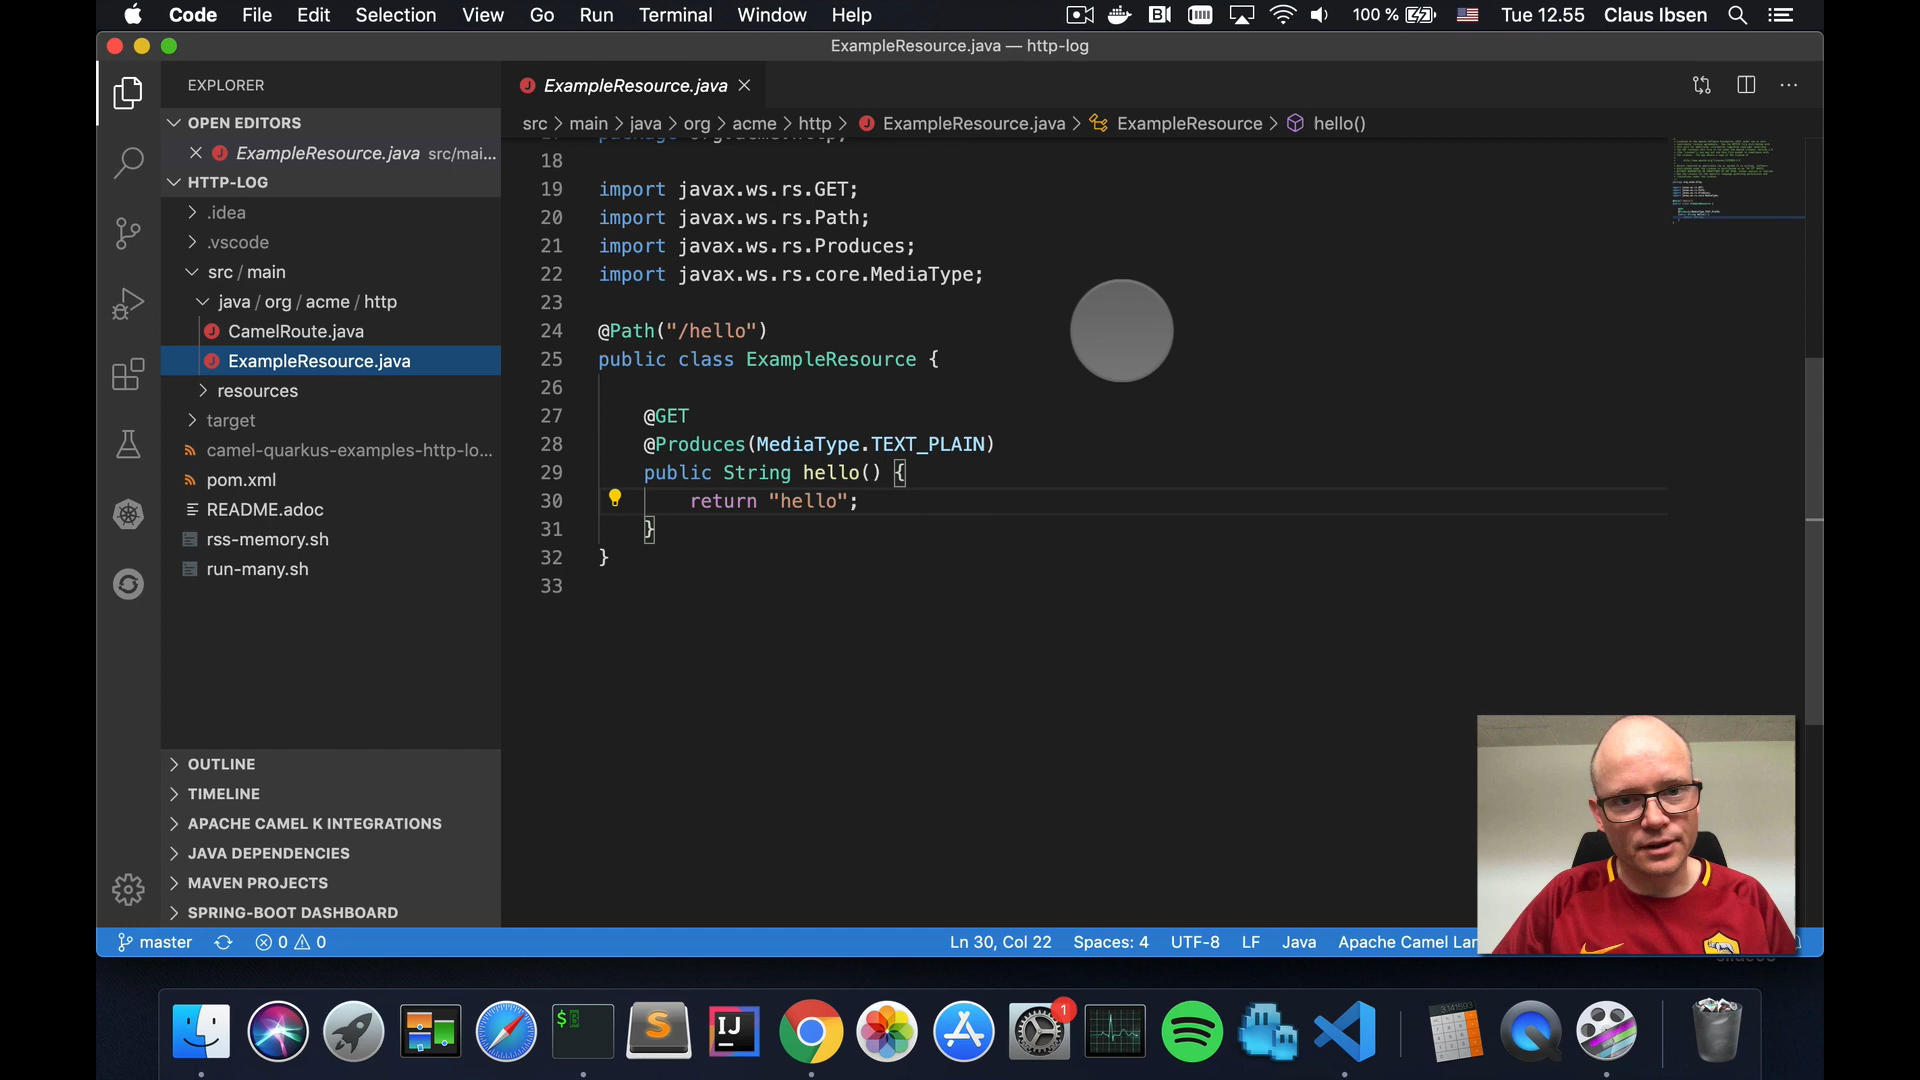 Code File Edit Selection View Go Run Terminal Window Help 100 % Tue 12.55 Claus Ibsen
ExampleResource.java — http-log
EXPLORER
ExampleResource.java
OPEN EDITORS
src > main > java > org > acme > http > ExampleResource.java > ExampleResource > hello()
ExampleResource.java src/mai...
HTTP-LOG
.idea
.vscode
src / main
java / org / acme / http
CamelRoute.java
ExampleResource.java
resources
target
camel-quarkus-examples-http-lo...
pom.xml
README.adoc
rss-memory.sh
run-many.sh
OUTLINE
TIMELINE
APACHE CAMEL K INTEGRATIONS
JAVA DEPENDENCIES
MAVEN PROJECTS
SPRING-BOOT DASHBOARD
18
19 import javax.ws.rs.GET;
20 import javax.ws.rs.Path;
21 import javax.ws.rs.Produces;
22 import javax.ws.rs.core.MediaType;
23
24 @Path("/hello")
25 public class ExampleResource {
26
27 @GET
28 @Produces(MediaType.TEXT_PLAIN)
29 public String hello() {
30 return "hello";
31 }
32 }
33
master 0 0 Ln 30, Col 22 Spaces: 4 UTF-8 LF Java Apache Camel Lan
$
S
IJ
1